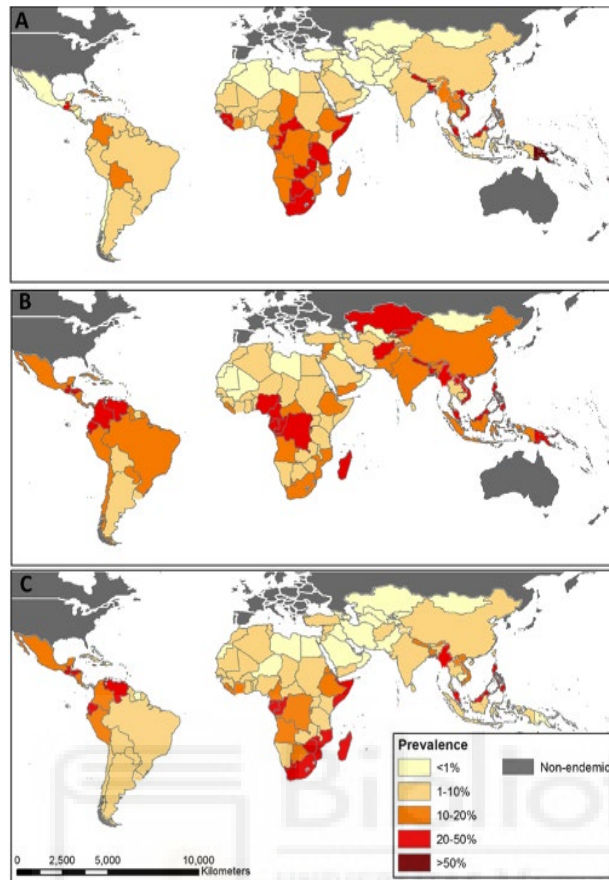 A
B
C
Prevalence
<1%
1-10%
10-20%
20-50%
>50%
Non-endemic
0 2,500 5,000 10,000
Kilometers